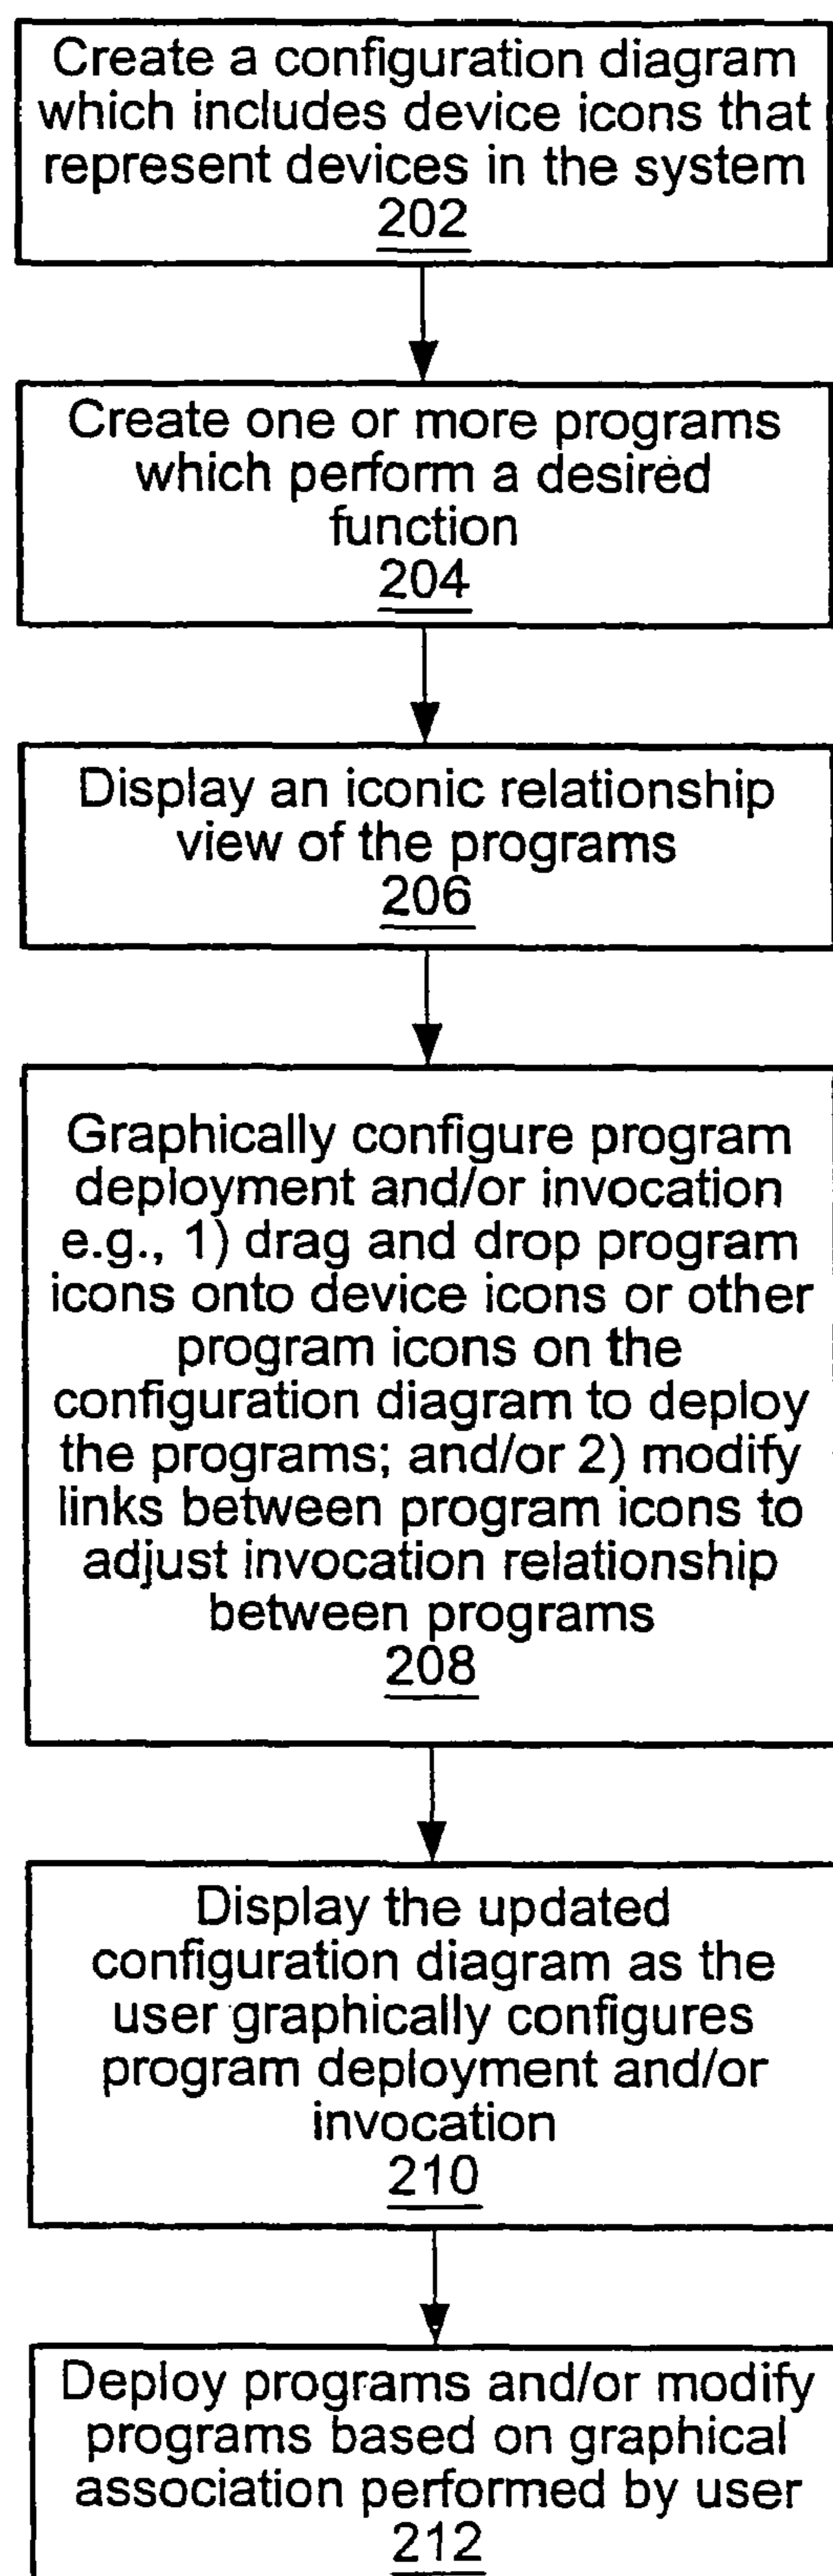 Create a configuration diagram
which includes device icons that
represent devices in the system
202
Create one or more programs
which perform a desired
function
204
Display an iconic relationship
view of the programs
206
Graphically configure program
deployment and/or invocation
e.g., 1) drag and drop program
icons onto device icons or other
program icons on the
configuration diagram to deploy
the programs; and/or 2) modify
links between program icons to
adjust invocation relationship
between programs
208
Display the updated
configuration diagram as the
user graphically configures
program deployment and/or
invocation
210
Deploy programs and/or modify
programs based on graphical
association performed by user
212